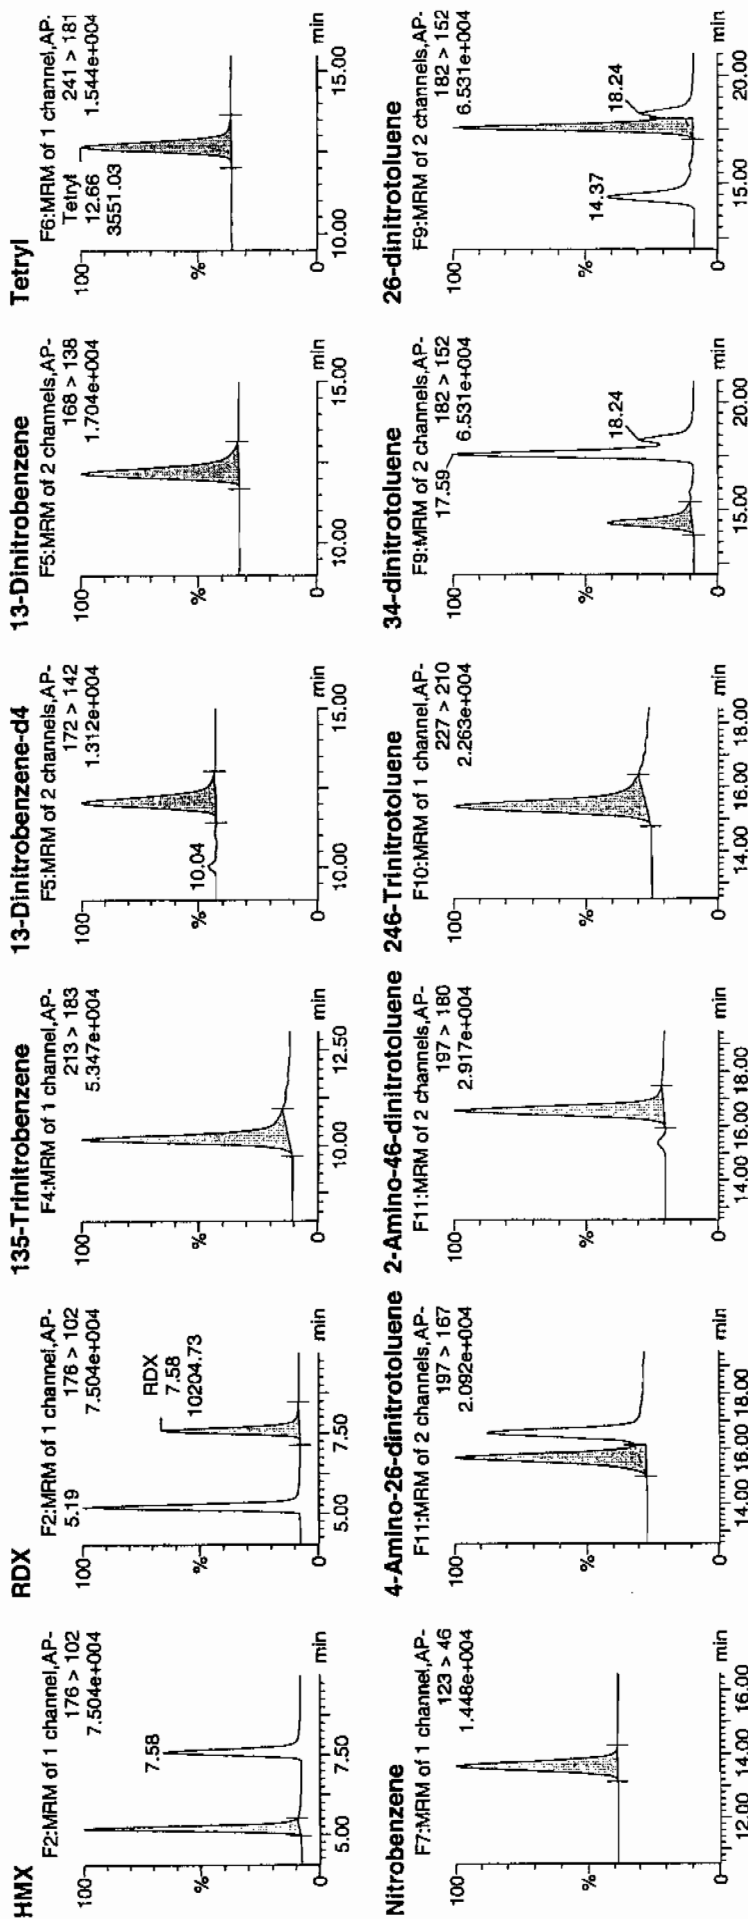 HMX
F2:MRM of 1 channel,AP-
176 > 102
7.504e+004
100
7.58
%
0
5.00 7.50
min
RDX
F2:MRM of 1 channel,AP-
176 > 102
7.504e+004
100
5.19
RDX
7.58
10204.73
%
0
5.00 7.50
min
135-Trinitrobenzene
F4:MRM of 1 channel,AP-
213 > 183
5.347e+004
100
%
0
10.00 12.50
min
13-Dinitrobenzene-d4
F5:MRM of 2 channels,AP-
172 > 142
1.312e+004
100
10.04
%
0
10.00 15.00
min
13-Dinitrobenzene
F5:MRM of 2 channels,AP-
168 > 138
1.704e+004
100
%
0
10.00 15.00
min
Tetryl
F6:MRM of 1 channel,AP-
241 > 181
1.544e+004
100
Tetryl
12.66
3551.03
%
0
10.00 15.00
min
Nitrobenzene
F7:MRM of 1 channel,AP-
123 > 46
1.448e+004
100
%
0
12.00 14.00 16.00
min
4-Amino-26-dinitrotoluene
F11:MRM of 2 channels,AP-
197 > 167
2.092e+004
100
%
0
14.00 16.00 18.00
min
2-Amino-46-dinitrotoluene
F11:MRM of 2 channels,AP-
197 > 180
2.917e+004
100
%
0
14.00 16.00 18.00
min
246-Trinitrotoluene
F10:MRM of 1 channel,AP-
227 > 210
2.263e+004
100
%
0
14.00 16.00 18.00
min
34-dinitrotoluene
F9:MRM of 2 channels,AP-
182 > 152
6.531e+004
100
17.59
18.24
%
0
15.00 20.00
min
26-dinitrotoluene
F9:MRM of 2 channels,AP-
182 > 152
6.531e+004
100
18.24
14.37
%
0
15.00 20.00
min